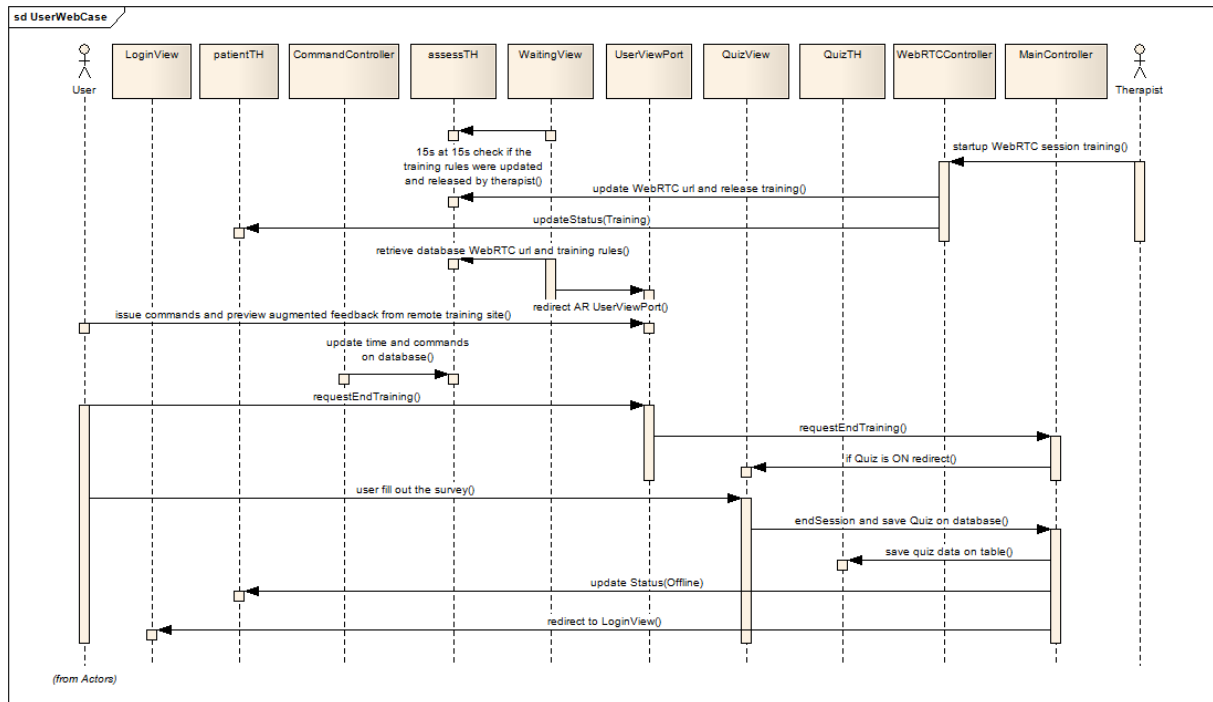 sd UserWebCase
User
LoginView
patientTH
CommandController
assessTH
WaitingView
UserViewPort
QuizView
QuizTH
WebRTCController
MainController
Therapist
15s at 15s check if the
training rules were updated
and released by therapist()
startup WebRTC session training()
update WebRTC url and release training()
updateStatus(Training)
retrieve database WebRTC url and training rules()
redirect AR UserViewPort()
issue commands and preview augmented feedback from remote training site()
update time and commands
on database()
requestEndTraining()
requestEndTraining()
if Quiz is ON redirect()
user fill out the survey()
endSession and save Quiz on database()
save quiz data on table()
update Status(Offline)
redirect to LoginView()
(from Actors)